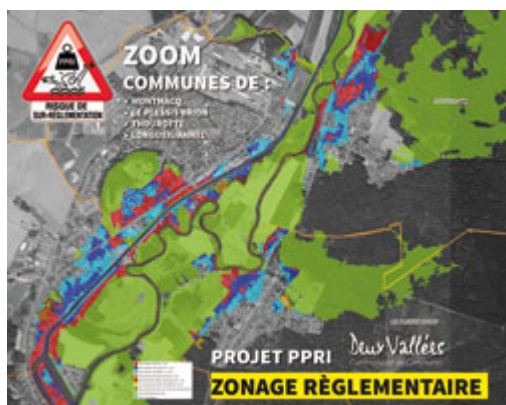 PPRI
RISQUE DE
SUR-RÉGLEMENTATION
ZOOM
COMMUNES DE :
• MONTMACQ
• LE PLESSIS BRION
• THOUROTTE
• LONGUEIL-ANNEL
PROJET PPRI
Deux Vallées
ZONAGE RÈGLEMENTAIRE